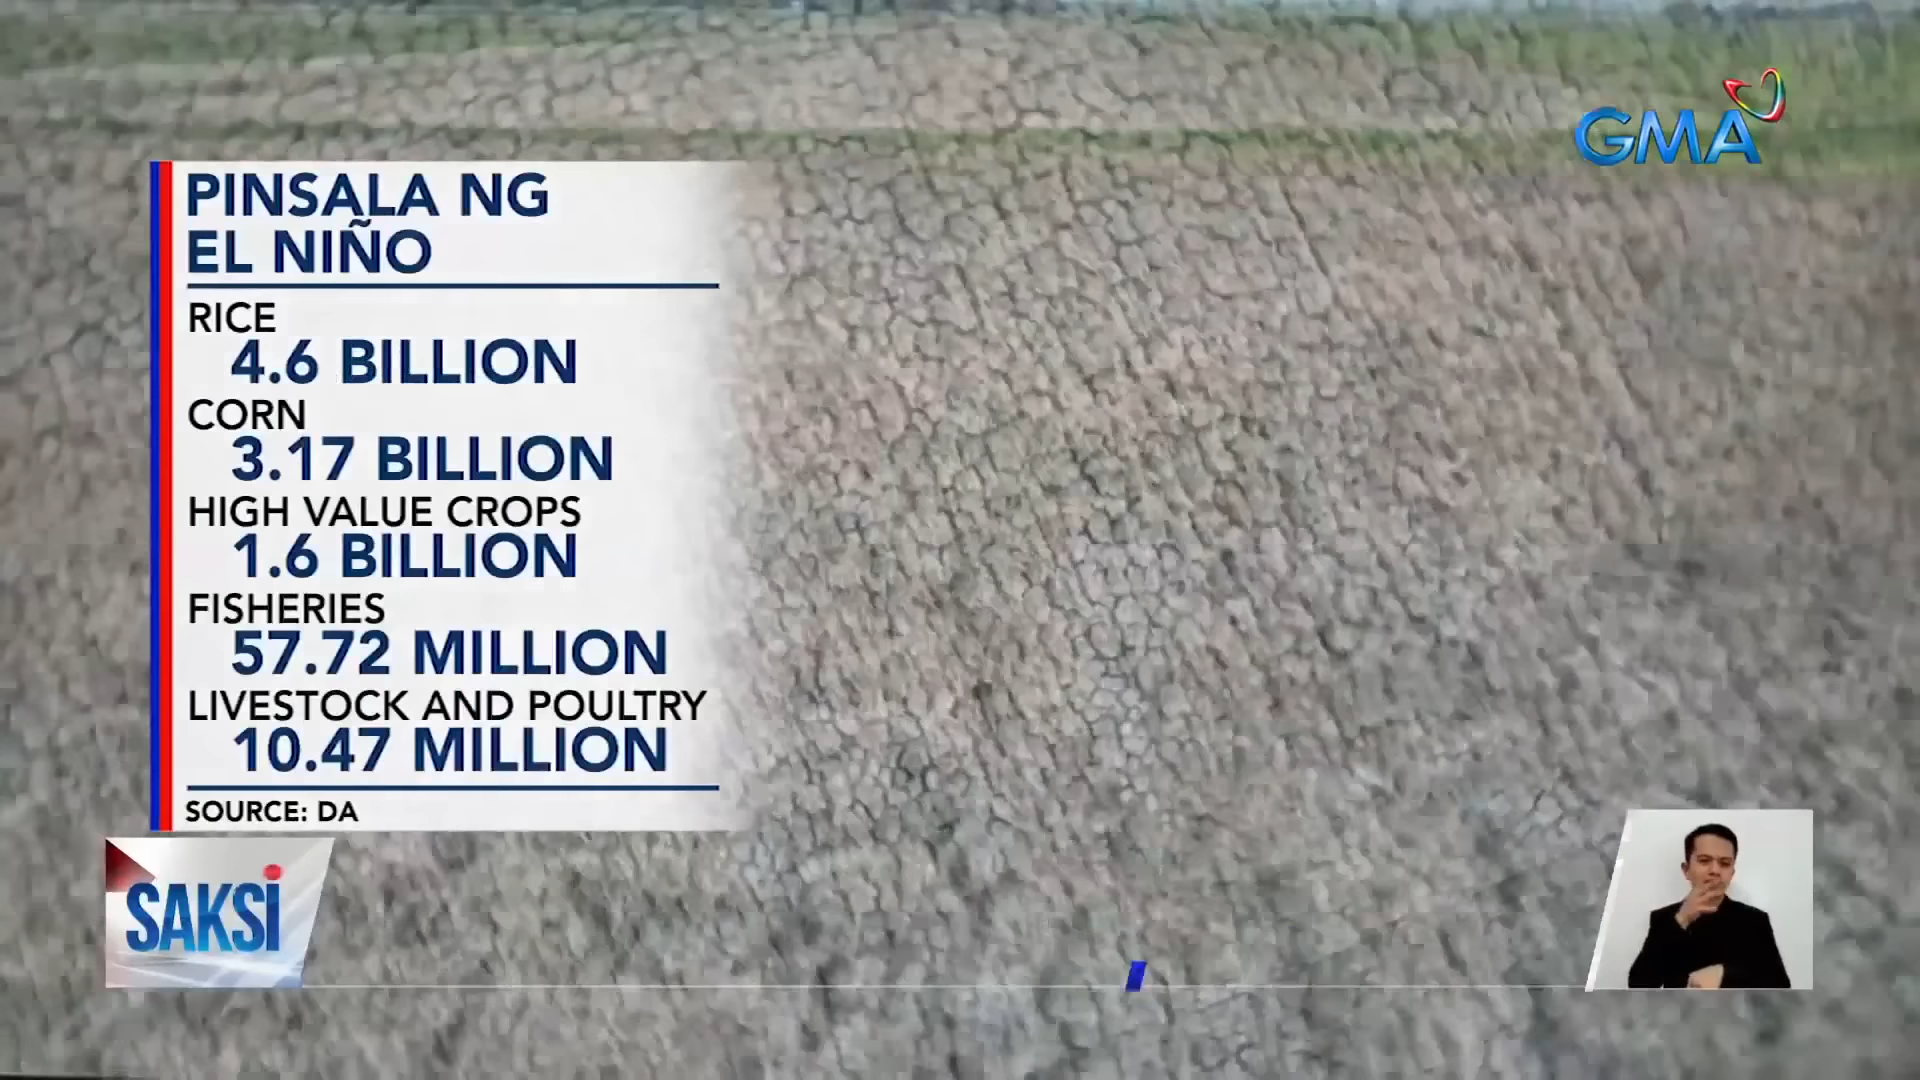 GMA
PINSALA NG
EL NIÑO
RICE
4.6 BILLION
CORN
3.17 BILLION
HIGH VALUE CROPS
1.6 BILLION
FISHERIES
57.72 MILLION
LIVESTOCK AND POULTRY
10.47 MILLION
SOURCE: DA
SAKSi